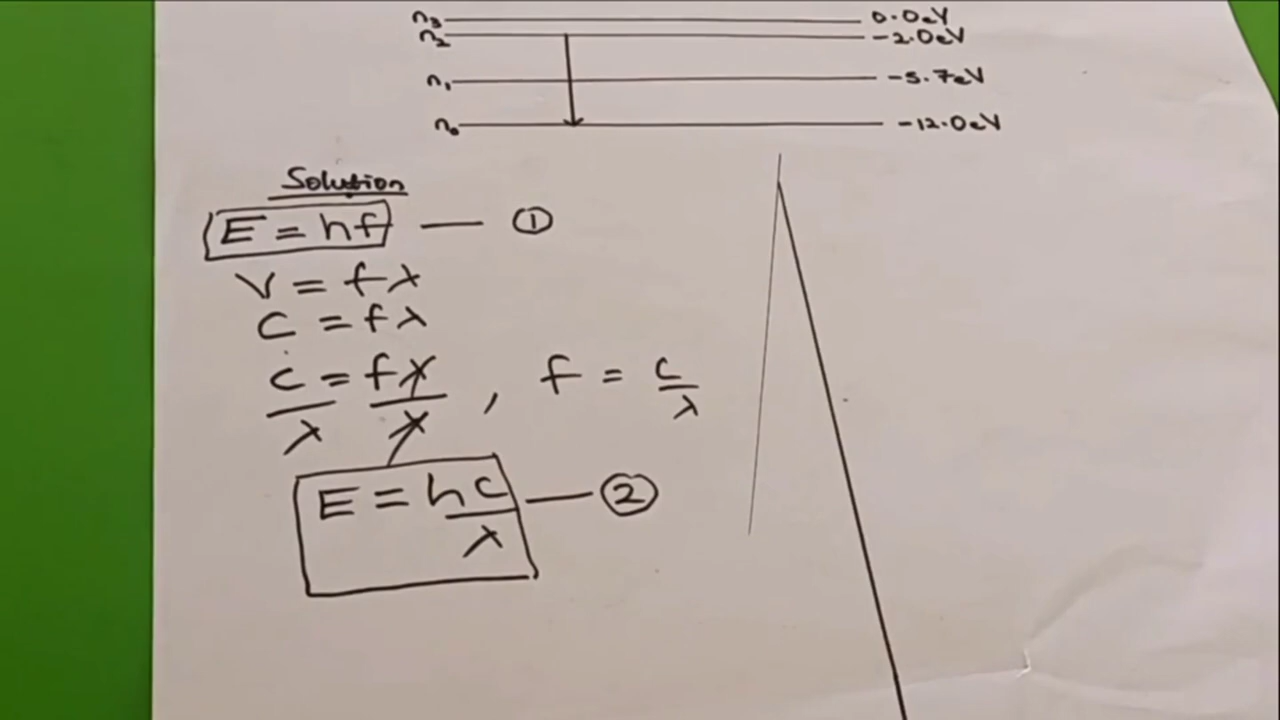 n₃ 0.0eV
n₂ -2.0eV
n₁ -5.7eV
n₀ -12.0eV
Solution
E = hf — ①
V = fλ
C = fλ
c/λ = fλ/λ , f = c/λ
E = hc/λ — ②